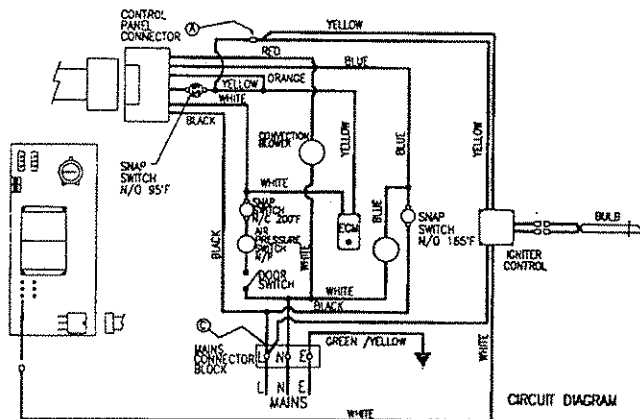 CONTROL
PANEL
CONNECTOR
A
YELLOW
RED
BLUE
ORANGE
YELLOW
WHITE
BLACK
SNAP
SWITCH
N/O 95°F
CONVECTION
BLOWER
YELLOW
BLUE
YELLOW
WHITE
SNAP
SWITCH
N/C 200°F
ECM
BLUE
SNAP
SWITCH
N/O 165°F
BULB
IGNITER
CONTROL
BLACK
AIR
PRESSURE
SWITCH
WHITE
DOOR
SWITCH
WHITE
BLACK
C
MAINS
CONNECTOR
BLOCK
L N E
GREEN /YELLOW
WHITE
L N E
MAINS
CIRCUIT DIAGRAM
WHITE